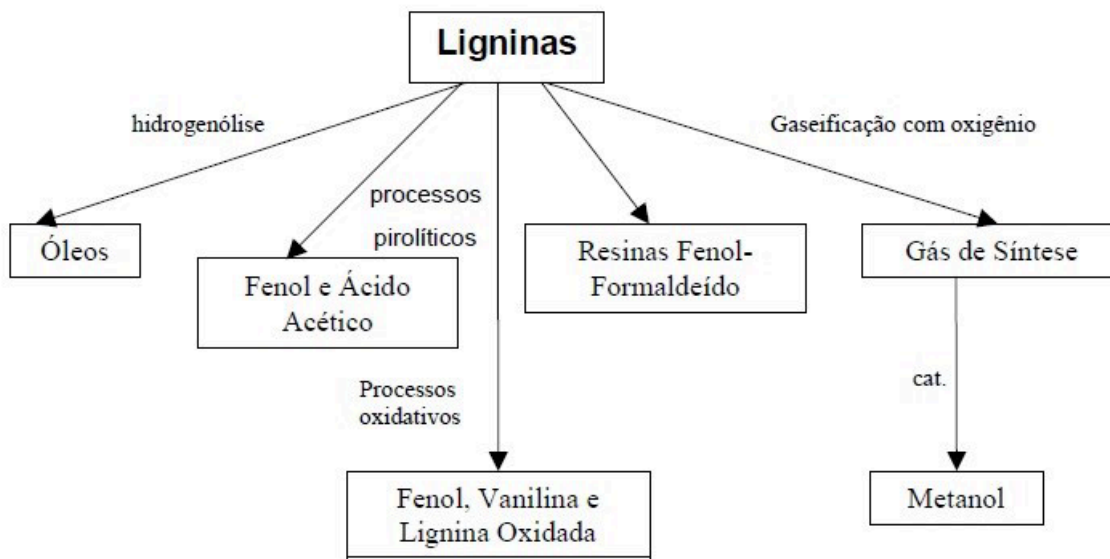 Ligninas
hidrogenólise
Gaseificação com oxigênio
processos
pirolíticos
Óleos
Fenol e Ácido
Acético
Resinas Fenol-
Formaldeído
Gás de Síntese
Processos
oxidativos
cat.
Fenol, Vanilina e
Lignina Oxidada
Metanol